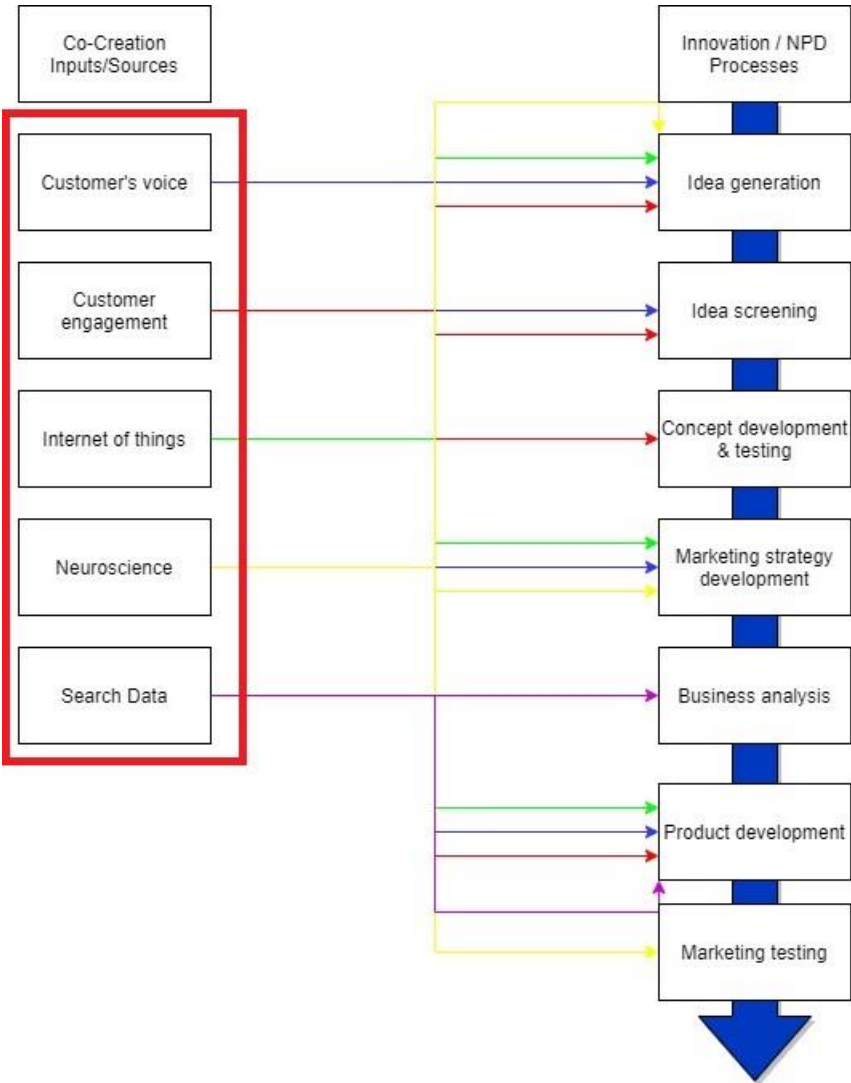 Co-Creation
Inputs/Sources
Innovation / NPD
Processes
Customer's voice
Idea generation
Customer
engagement
Idea screening
Internet of things
Concept development
& testing
Neuroscience
Marketing strategy
development
Search Data
Business analysis
Product development
Marketing testing